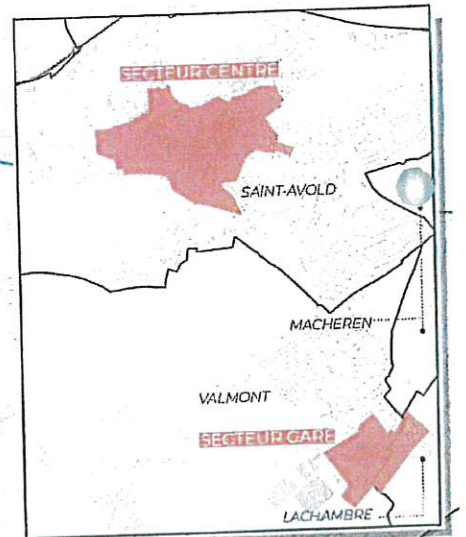 SECTEUR CENTRE
SAINT-AVOLD
MACHEREN
VALMONT
SECTEUR GARE
LACHAMBRE